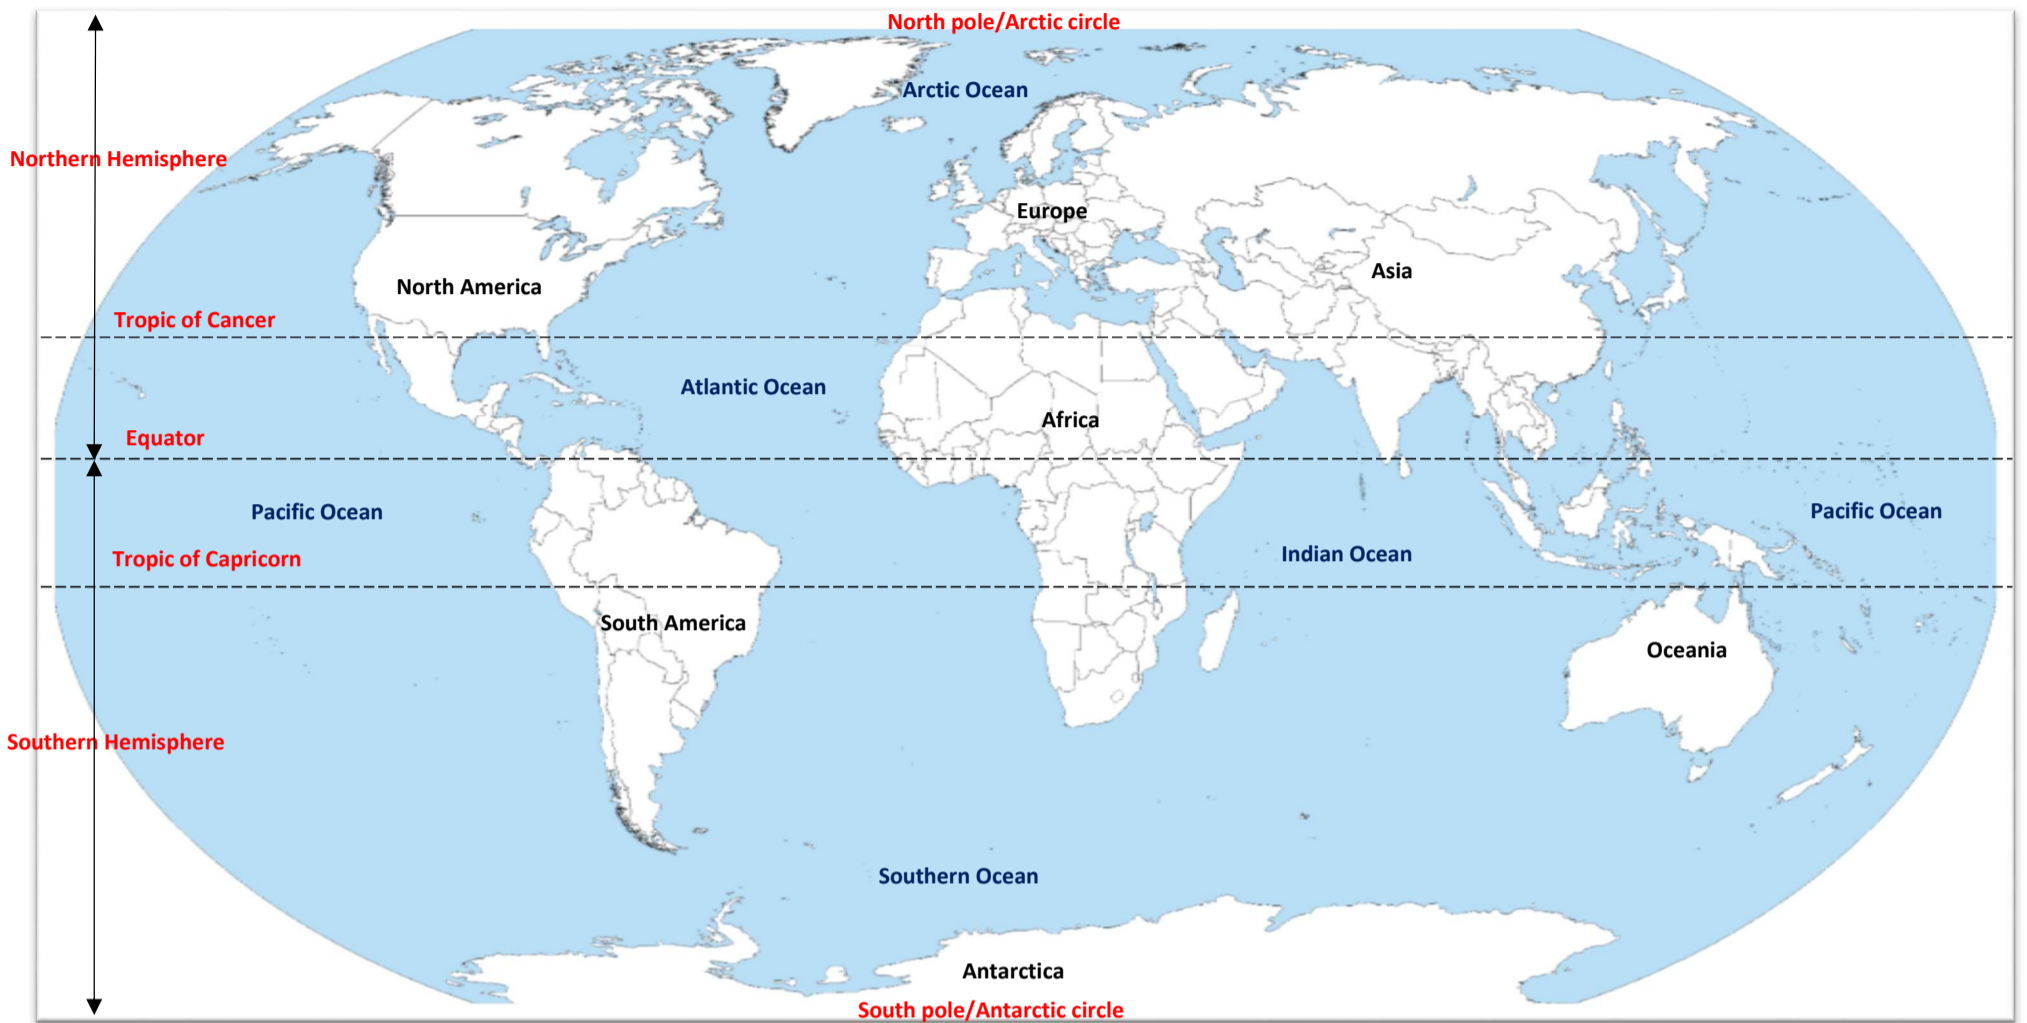 North pole/Arctic circle
Arctic Ocean
Northern Hemisphere
Europe
Asia
North America
Tropic of Cancer
Atlantic Ocean
Africa
Equator
Pacific Ocean
Pacific Ocean
Indian Ocean
Tropic of Capricorn
South America
Oceania
Southern Hemisphere
Southern Ocean
Antarctica
South pole/Antarctic circle